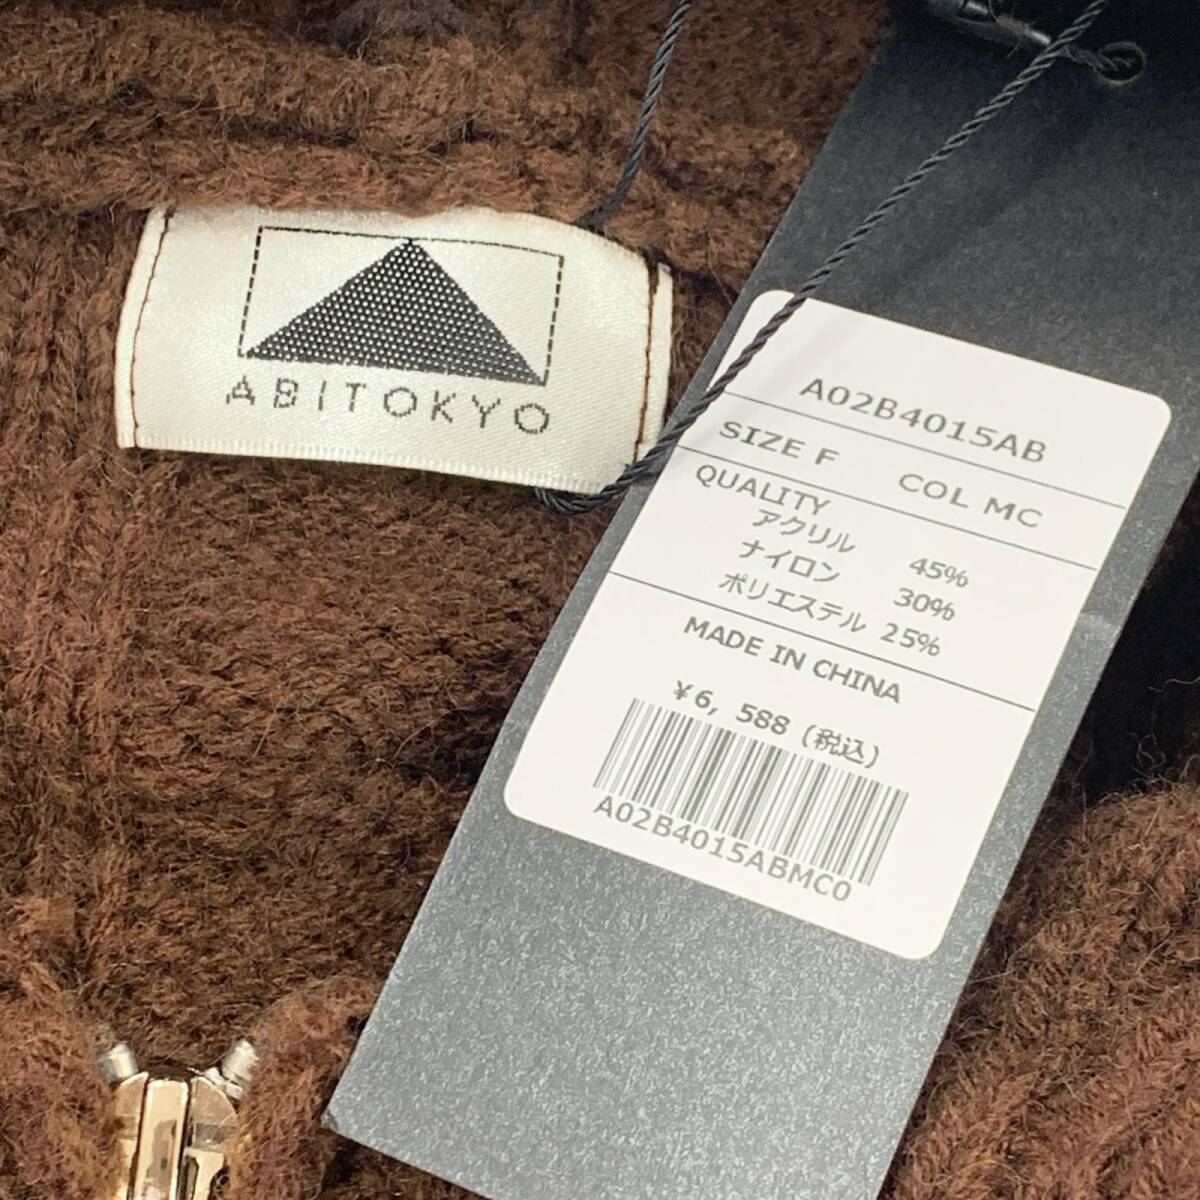 ABITOKYO
A02B4015AB
SIZE F COL MC
QUALITY
アクリル 45%
ナイロン 30%
ポリエステル 25%
MADE IN CHINA
¥6, 588 (税込)
A02B4015ABMC0